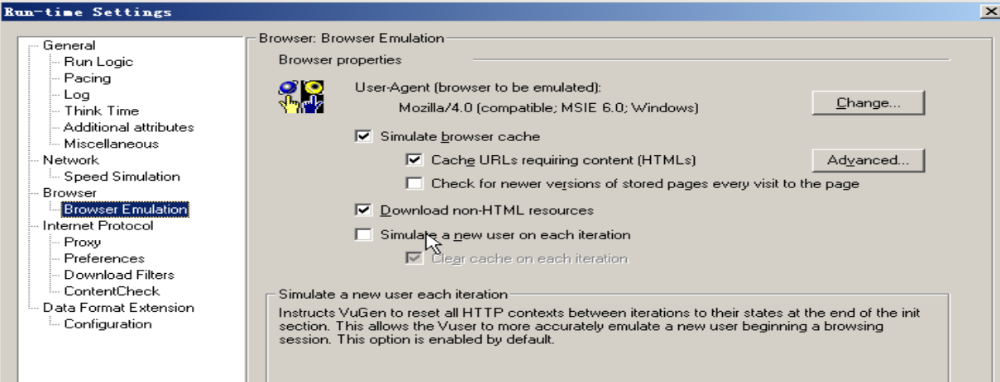 Run-time Settings
General
Run Logic
Pacing
Log
Think Time
Additional attributes
Miscellaneous
Network
Speed Simulation
Browser
Browser Emulation
Internet Protocol
Proxy
Preferences
Download Filters
ContentCheck
Data Format Extension
Configuration
Browser: Browser Emulation
Browser properties
User-Agent (browser to be emulated):
Mozilla/4.0 (compatible; MSIE 6.0; Windows)
Change...
Simulate browser cache
Cache URLs requiring content (HTMLs)
Advanced...
Check for newer versions of stored pages every visit to the page
Download non-HTML resources
Simulate a new user on each iteration
Clear cache on each iteration
Simulate a new user each iteration
Instructs VuGen to reset all HTTP contexts between iterations to their states at the end of the init
section. This allows the Vuser to more accurately emulate a new user beginning a browsing
session. This option is enabled by default.